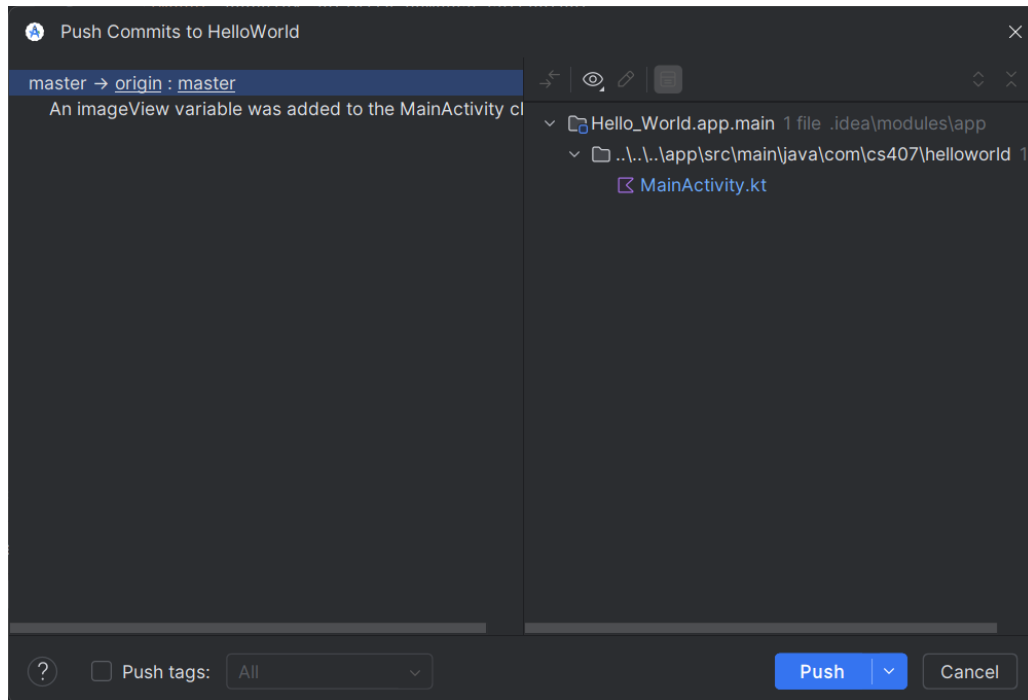 Push Commits to HelloWorld
master → origin : master
An imageView variable was added to the MainActivity cl
Hello_World.app.main 1 file .idea\modules\app
..\..\..\app\src\main\java\com\cs407\helloworld 1
MainActivity.kt
? Push tags: All Push Cancel